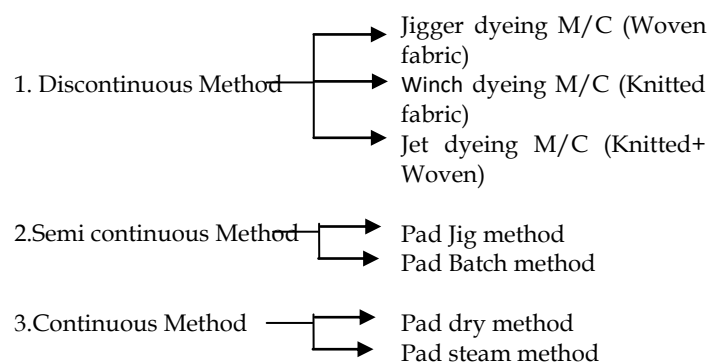 Jigger dyeing M/C (Woven
fabric)
1. Discontinuous Method
Winch dyeing M/C (Knitted
fabric)
Jet dyeing M/C (Knitted+
Woven)
2.Semi continuous Method
Pad Jig method
Pad Batch method
3.Continuous Method
Pad dry method
Pad steam method